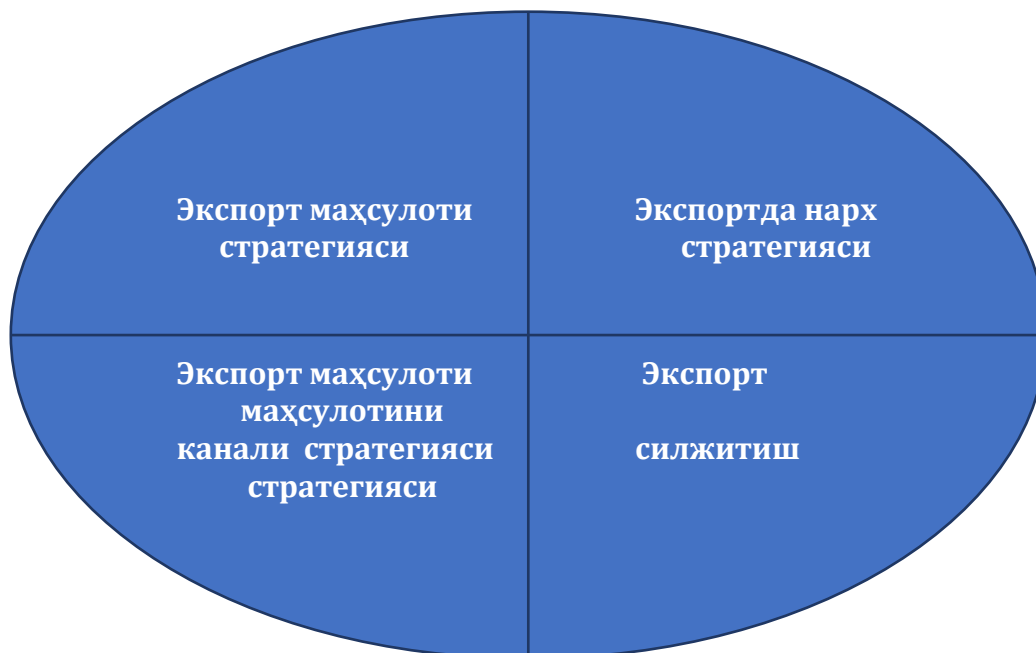 Экспорт маҳсулоти
стратегияси
Экспортда нарх
стратегияси
Экспорт маҳсулоти
маҳсулотини
канали стратегияси
стратегияси
Экспорт
силжитиш